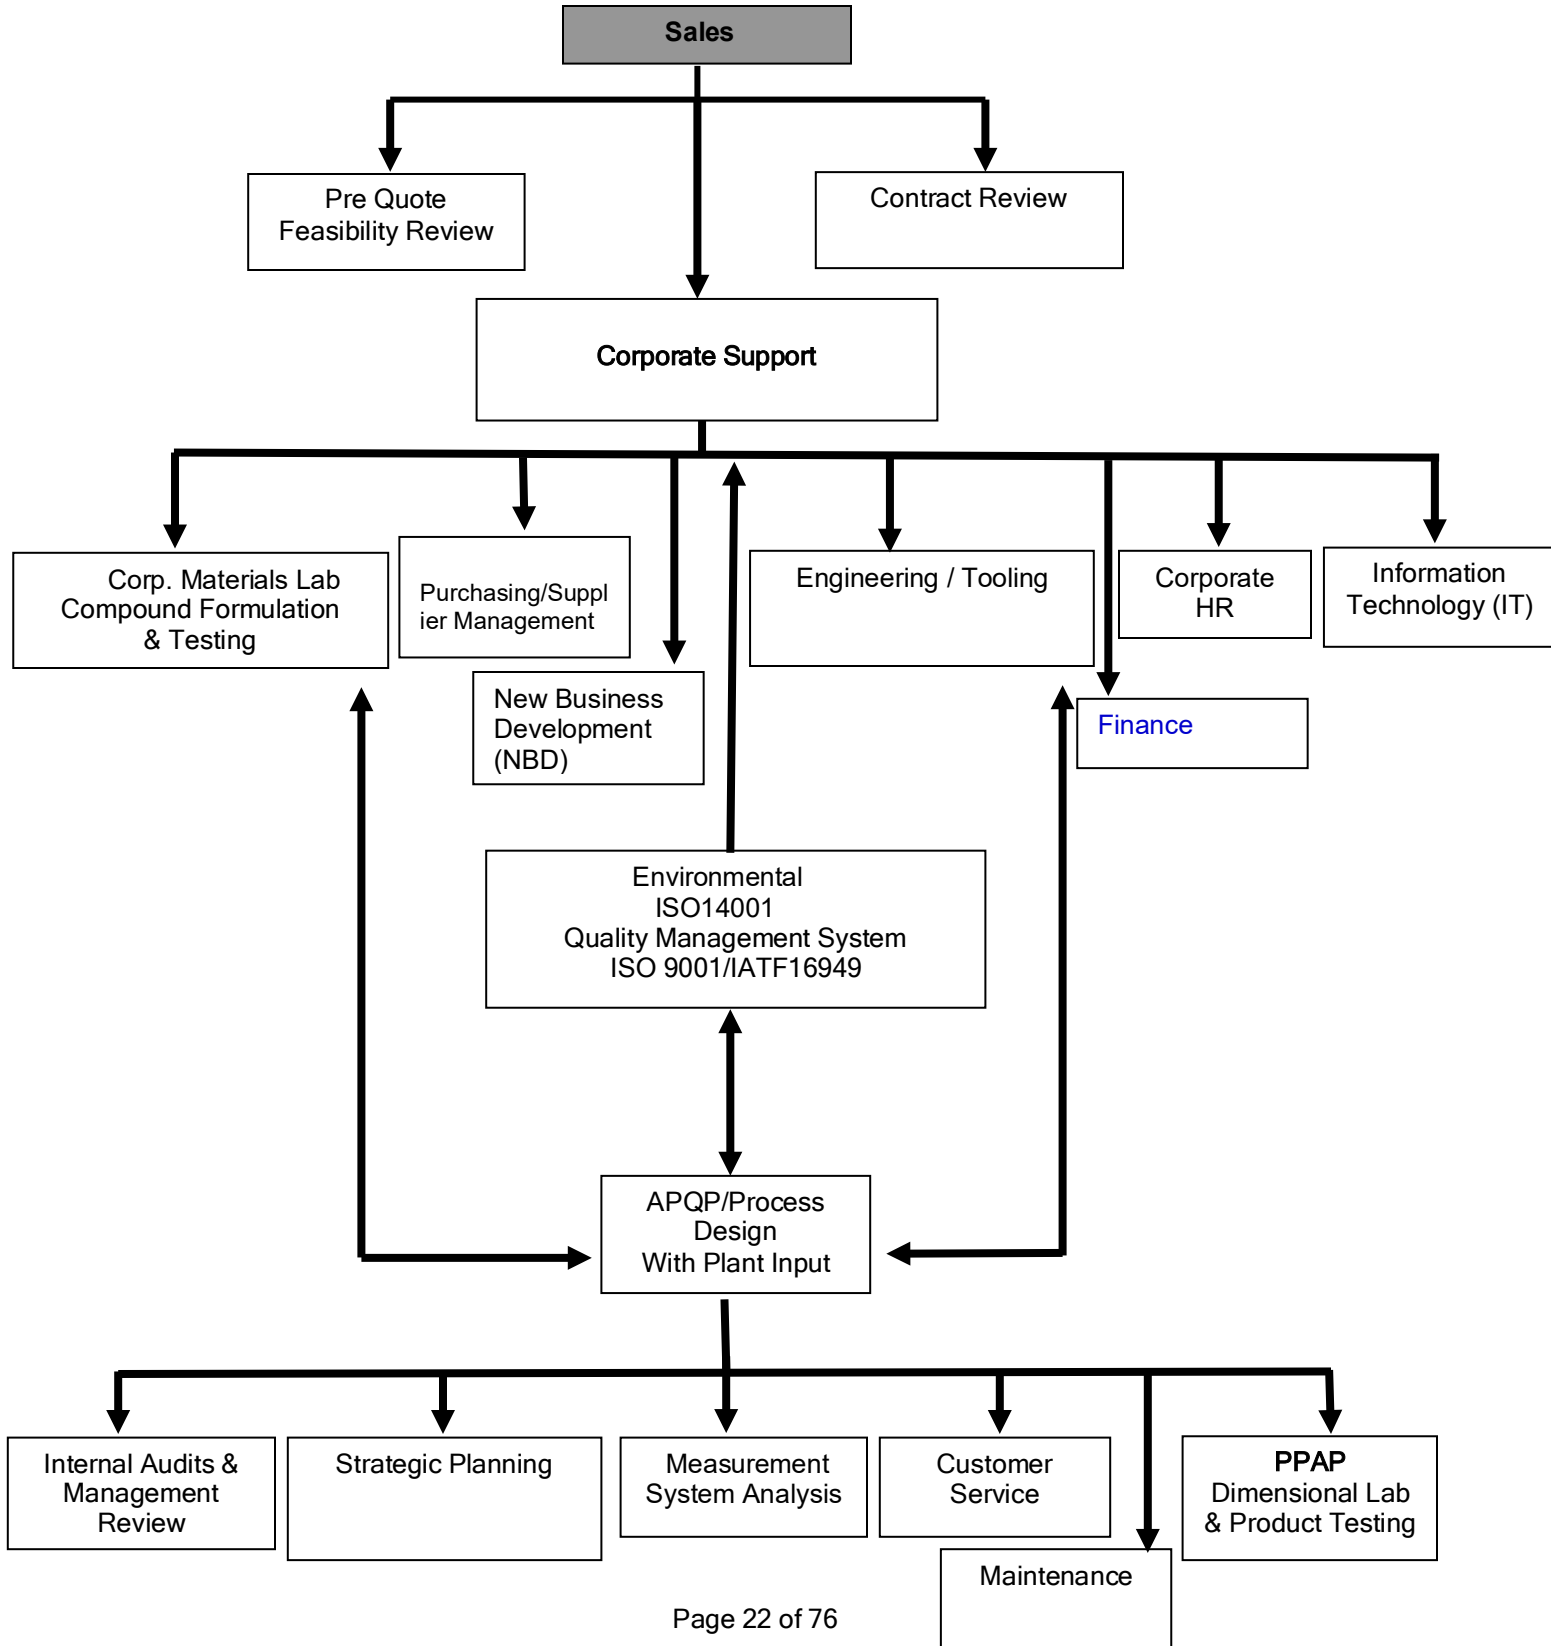 Sales
Pre Quote
Feasibility Review
Contract Review
Corporate Support
Corp. Materials Lab
Compound Formulation
& Testing
Purchasing/Suppl
ier Management
New Business
Development
(NBD)
Engineering / Tooling
Corporate
HR
Information
Technology (IT)
Finance
Environmental
ISO14001
Quality Management System
ISO 9001/IATF16949
APQP/Process
Design
With Plant Input
Internal Audits &
Management
Review
Strategic Planning
Measurement
System Analysis
Customer
Service
Maintenance
PPAP
Dimensional Lab
& Product Testing
Page 22 of 76